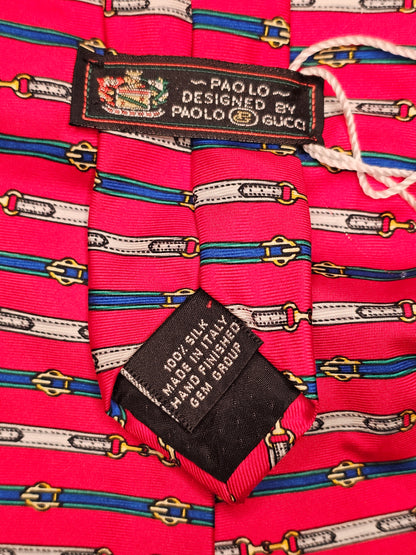 ~ PAOLO ~
DESIGNED BY
PAOLO GUCCI
100% SILK
MADE IN ITALY
HAND FINISHED
GEM GROUP